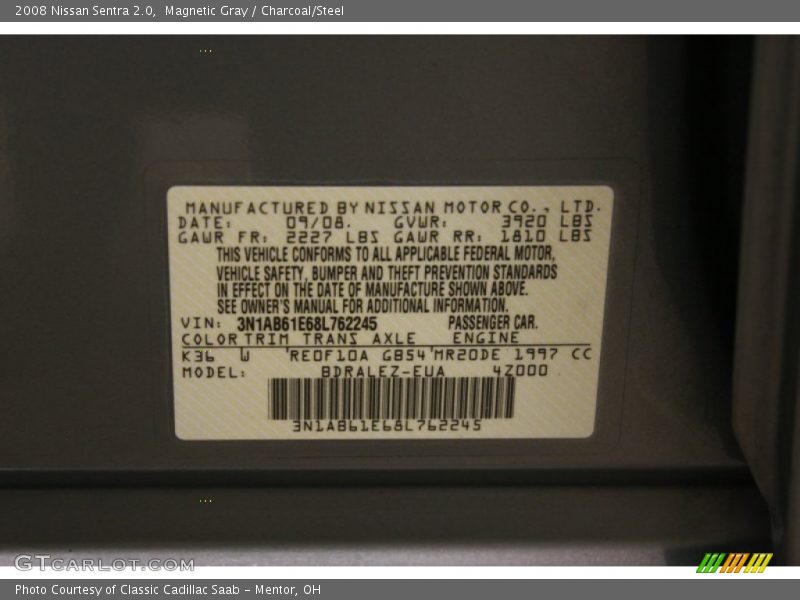 2008 Nissan Sentra 2.0,  Magnetic Gray / Charcoal/Steel
MANUFACTURED BY NISSAN MOTOR CO., LTD.
DATE: 09/08. GVWR: 3920 LBS
GAWR FR: 2227 LBS GAWR RR: 1810 LBS
THIS VEHICLE CONFORMS TO ALL APPLICABLE FEDERAL MOTOR,
VEHICLE SAFETY, BUMPER AND THEFT PREVENTION STANDARDS
IN EFFECT ON THE DATE OF MANUFACTURE SHOWN ABOVE.
SEE OWNER'S MANUAL FOR ADDITIONAL INFORMATION.
VIN: 3N1AB61E68L762245 PASSENGER CAR.
COLOR TRIM TRANS AXLE ENGINE
K36 W RE0F10A GB54 MR20DE 1997 CC
MODEL: BDRALEZ-EUA 4Z000
3N1AB61E68L762245
GTCARLOT.COM
Photo Courtesy of Classic Cadillac Saab - Mentor, OH